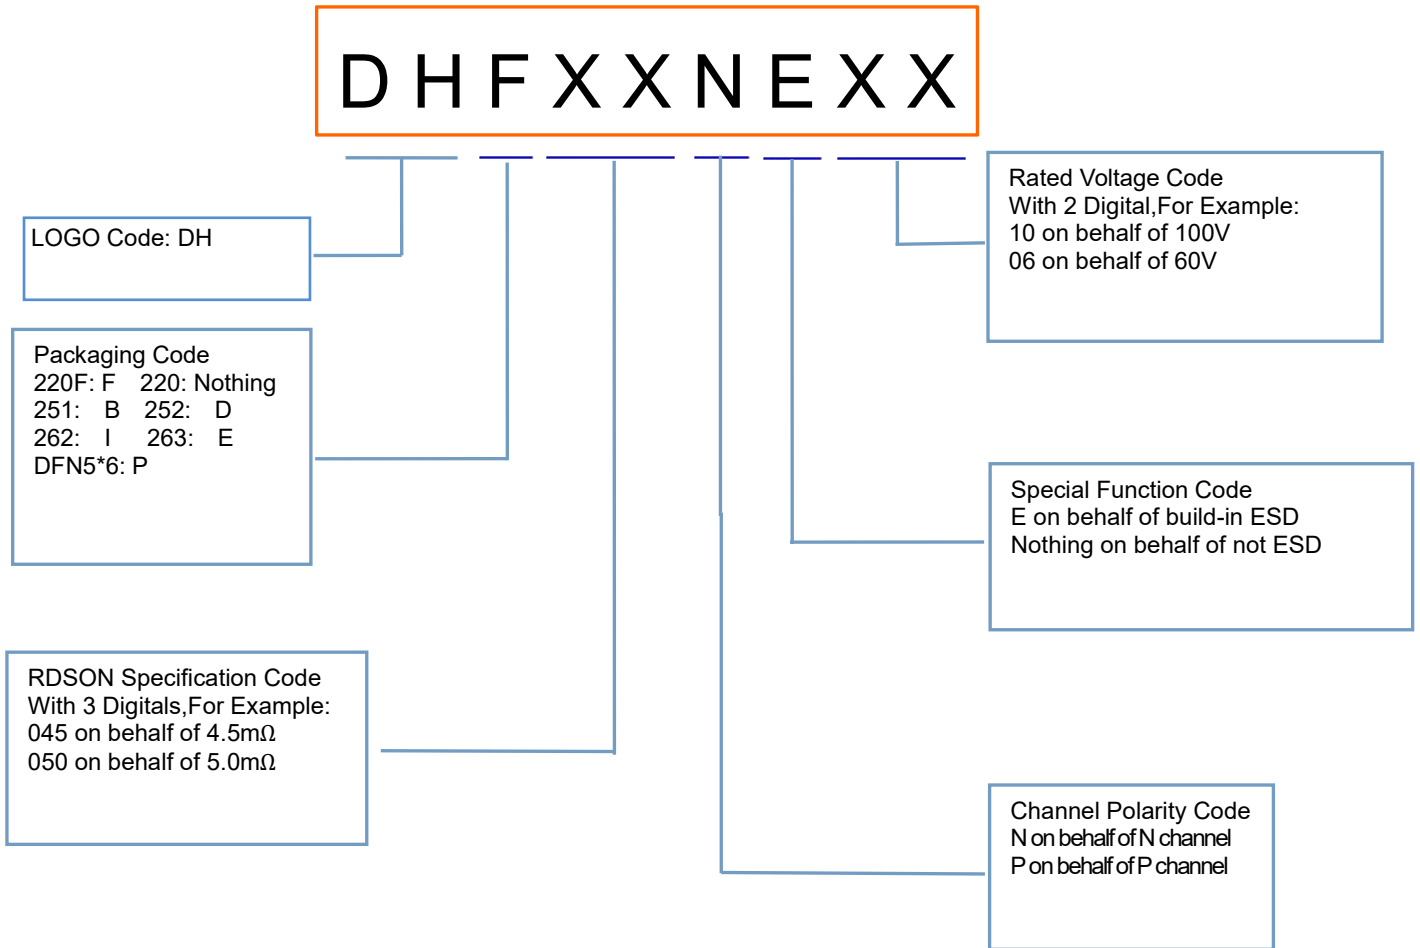 D H F X X N E X X
LOGO Code: DH
Packaging Code
220F: F 220: Nothing
251: B 252: D
262: I 263: E
DFN5*6: P
RDSON Specification Code
With 3 Digitals,For Example:
045 on behalf of 4.5mΩ
050 on behalf of 5.0mΩ
Rated Voltage Code
With 2 Digital,For Example:
10 on behalf of 100V
06 on behalf of 60V
Special Function Code
E on behalf of build-in ESD
Nothing on behalf of not ESD
Channel Polarity Code
N on behalf of N channel
P on behalf of P channel